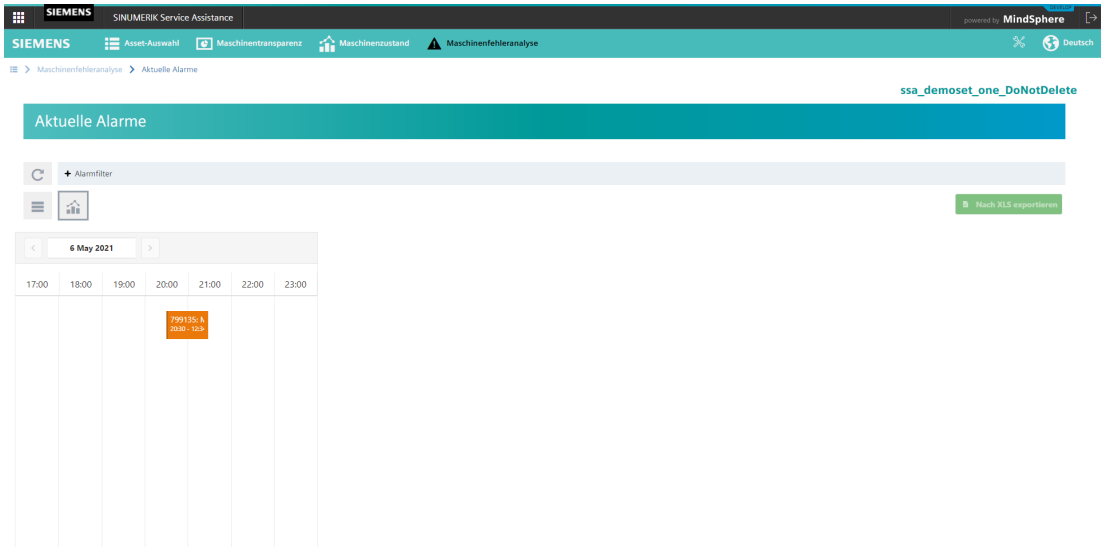 SIEMENS
SINUMERIK Service Assistance
DEVELOP
powered by MindSphere
SIEMENS
Asset-Auswahl
Maschinentransparenz
Maschinenzustand
Maschinenfehleranalyse
Deutsch
Maschinenfehleranalyse
Aktuelle Alarme
ssa_demoset_one_DoNotDelete
Aktuelle Alarme
+ Alarmfilter
Nach XLS exportieren
6 May 2021
17:00 18:00 19:00 20:00 21:00 22:00 23:00
799135:
20:30 -